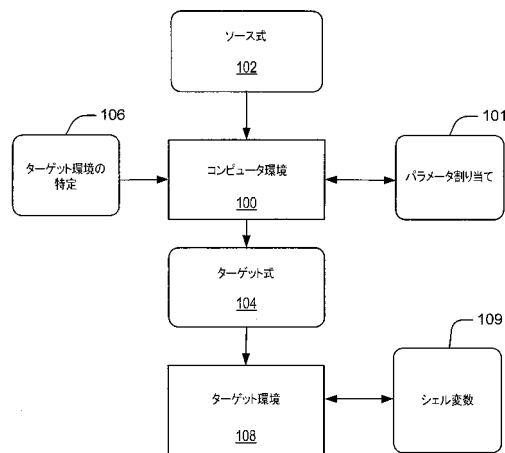 ソース式
102
106
ターゲット環境の
特定
コンピュータ環境
100
101
パラメータ割り当て
ターゲット式
104
ターゲット環境
108
109
シェル変数